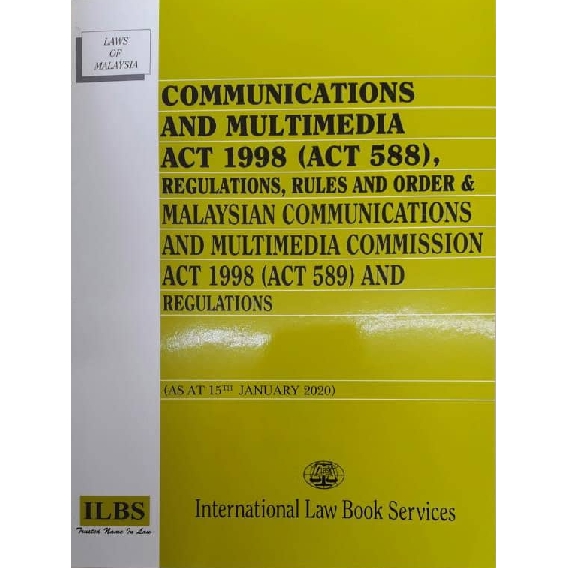 LAWS
OF
MALAYSIA
COMMUNICATIONS
AND MULTIMEDIA
ACT 1998 (ACT 588),
REGULATIONS, RULES AND ORDER &
MALAYSIAN COMMUNICATIONS
AND MULTIMEDIA COMMISSION
ACT 1998 (ACT 589) AND
REGULATIONS
(AS AT 15TH JANUARY 2020)
ILBS
International Law Book Services
ILBS
Trusted Name In Law